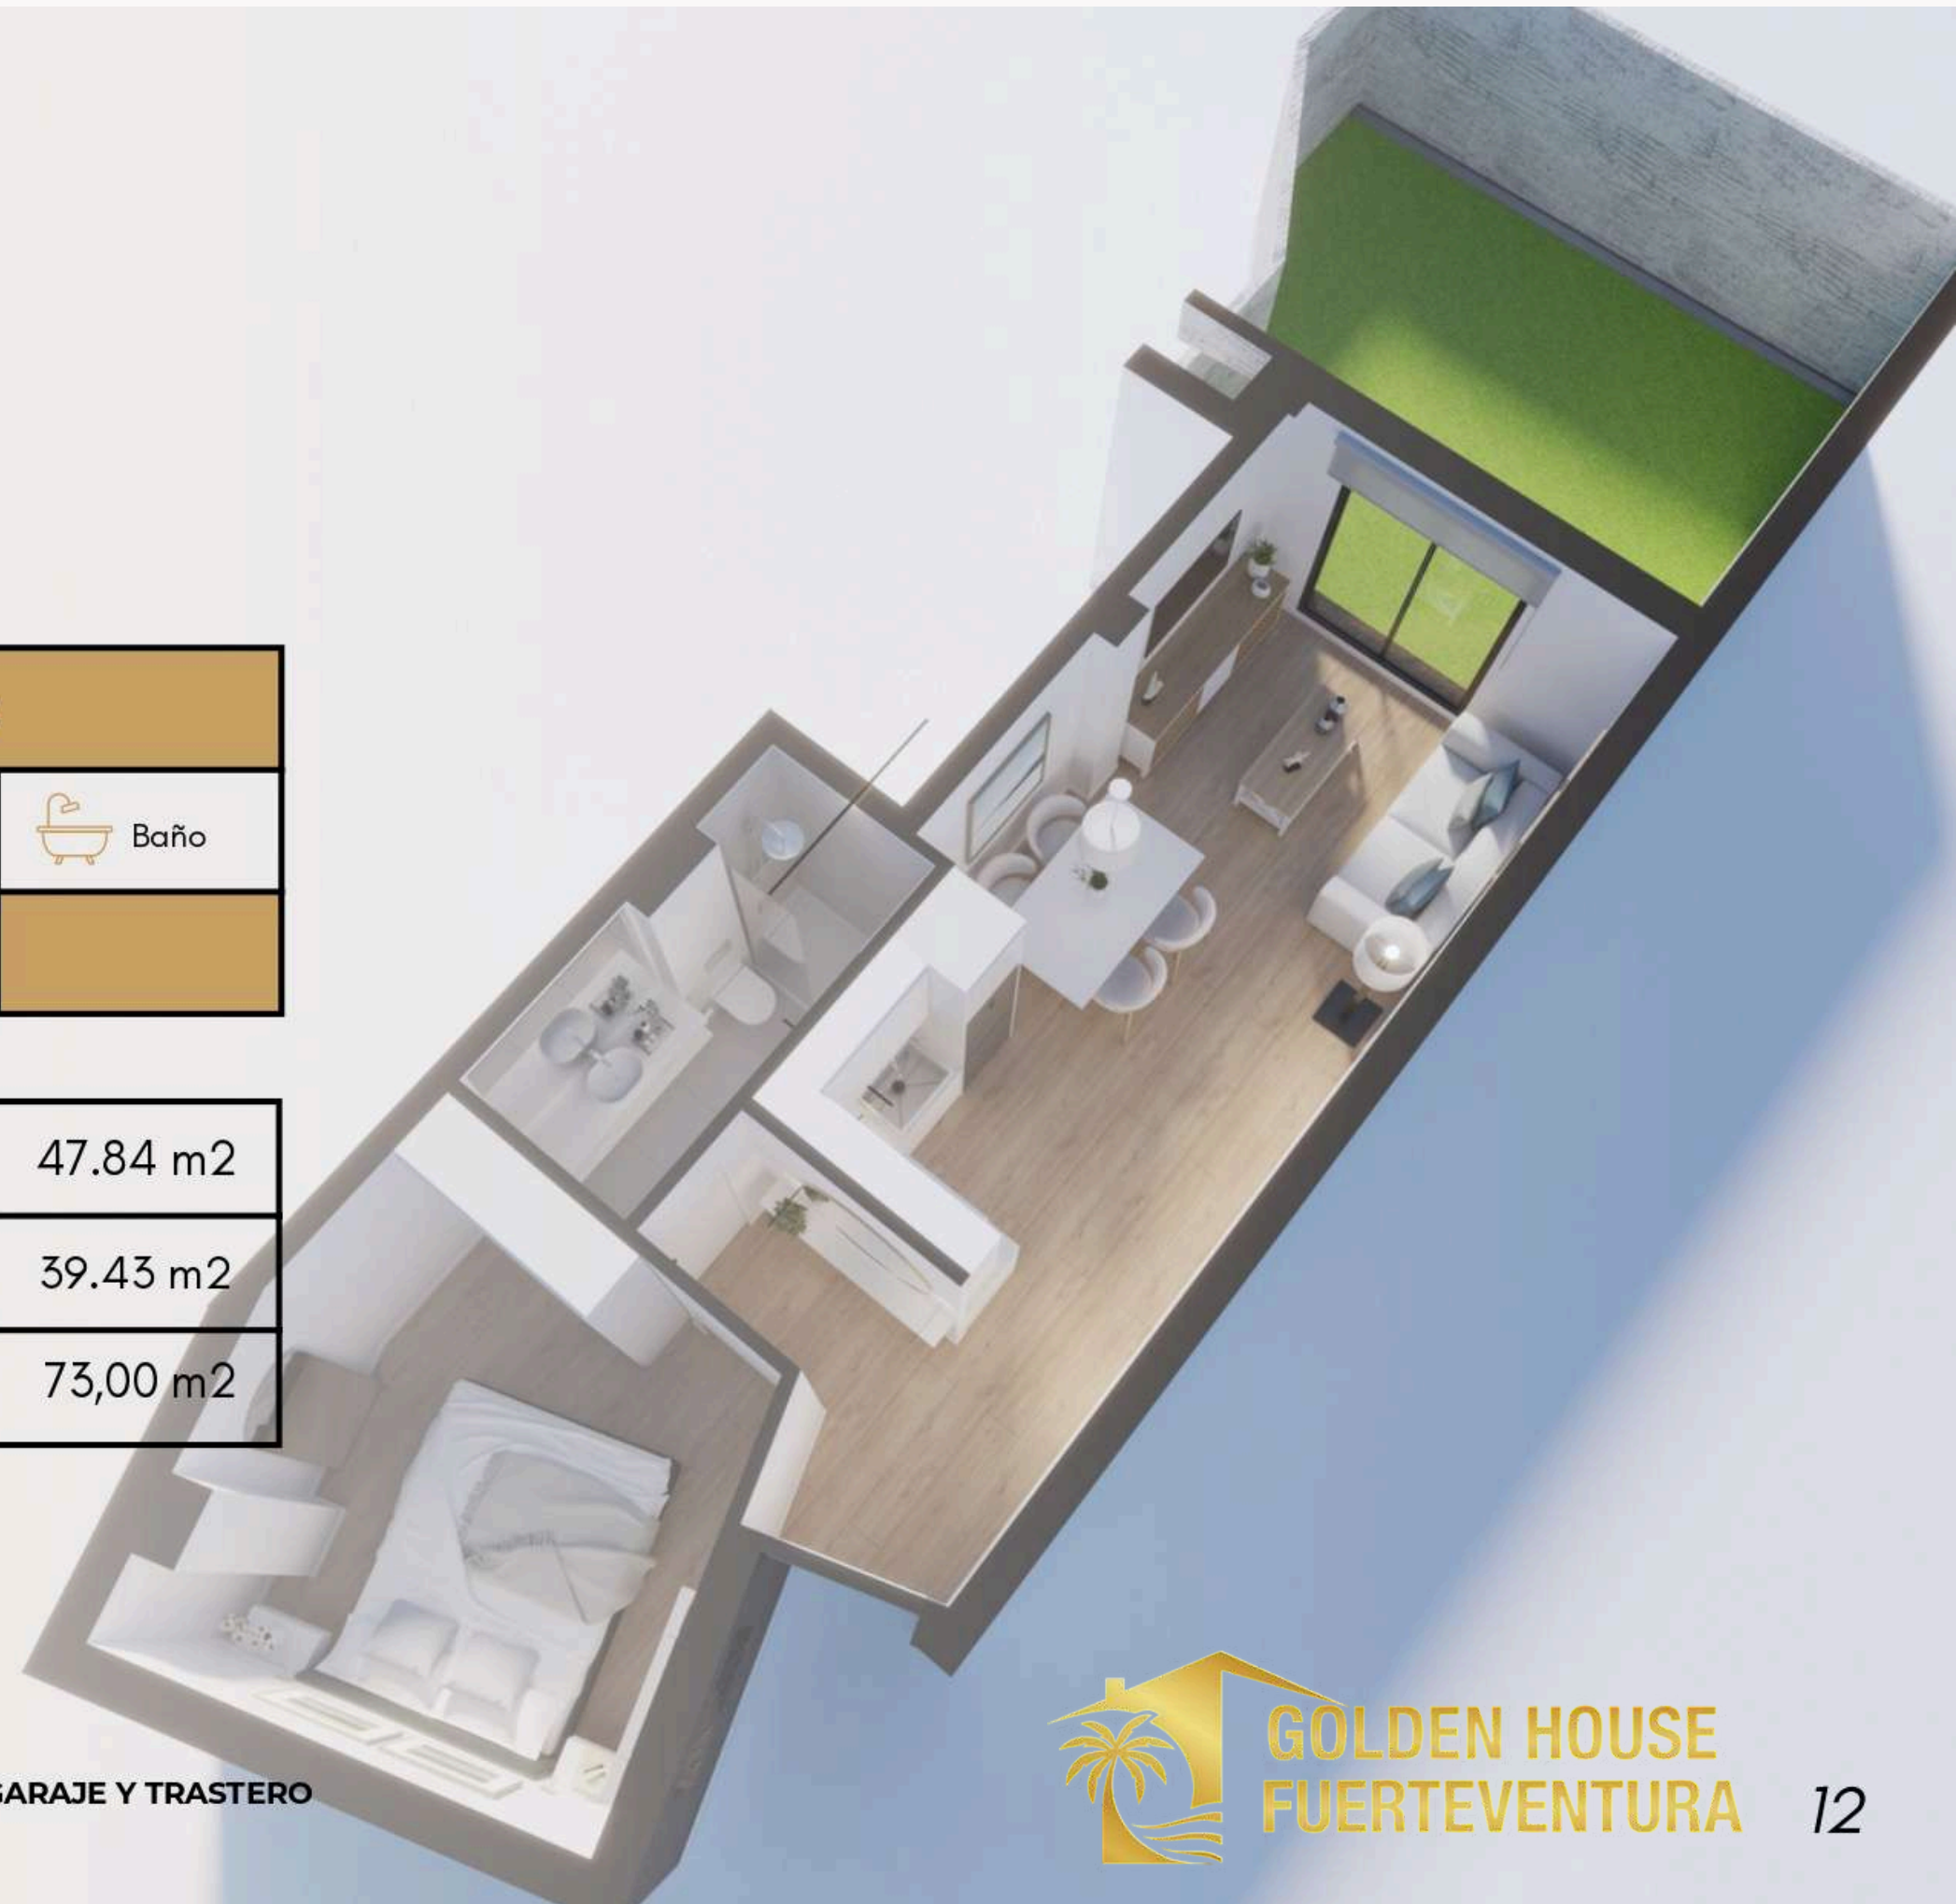 Baño
47.84 m2
39.43 m2
73,00 m2
GARAJE Y TRASTERO
GOLDEN HOUSE
FUERTEVENTURA
12